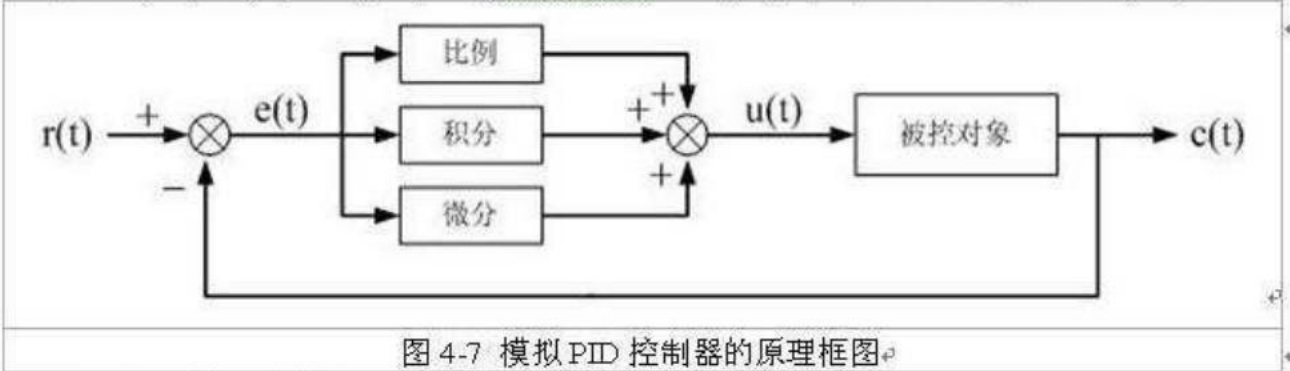 比例
r(t) + e(t) 积分 + + u(t) 被控对象 c(t)
− +
微分
图 4-7 模拟 PID 控制器的原理框图